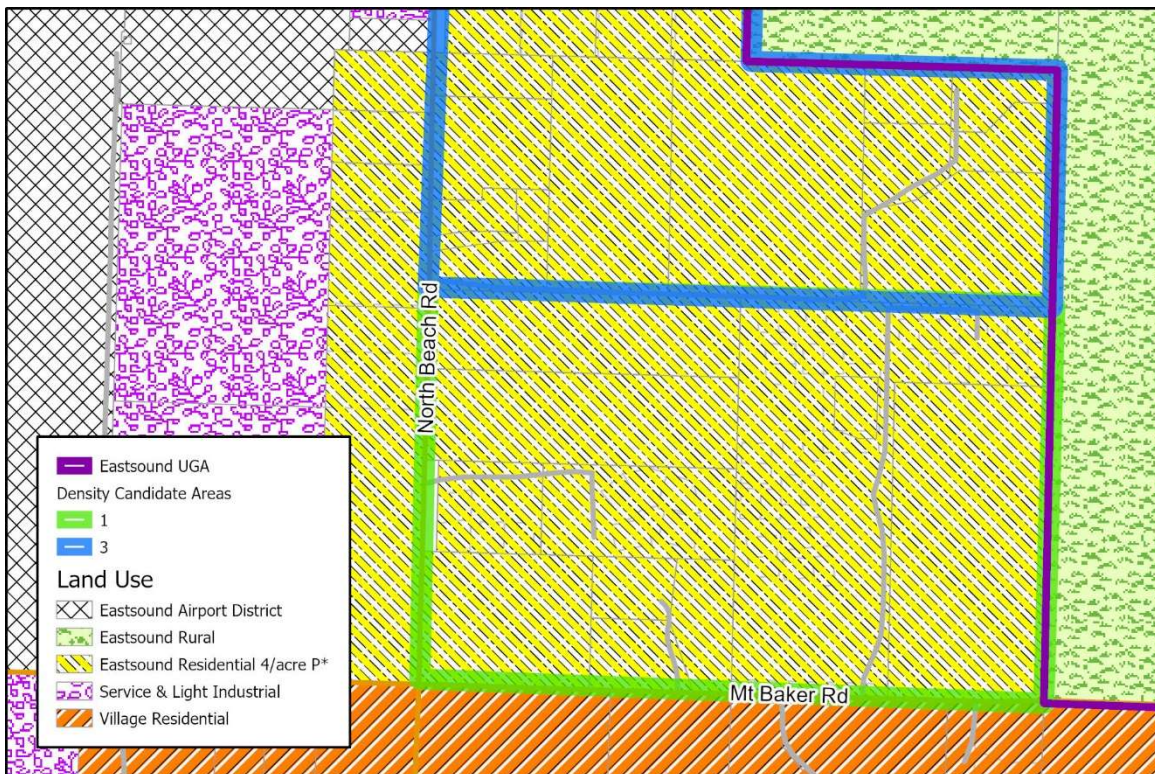 North Beach Rd
Eastsound UGA
Density Candidate Areas
1
3
Land Use
Eastsound Airport District
Eastsound Rural
Eastsound Residential 4/acre P*
Service & Light Industrial
Village Residential
Mt Baker Rd